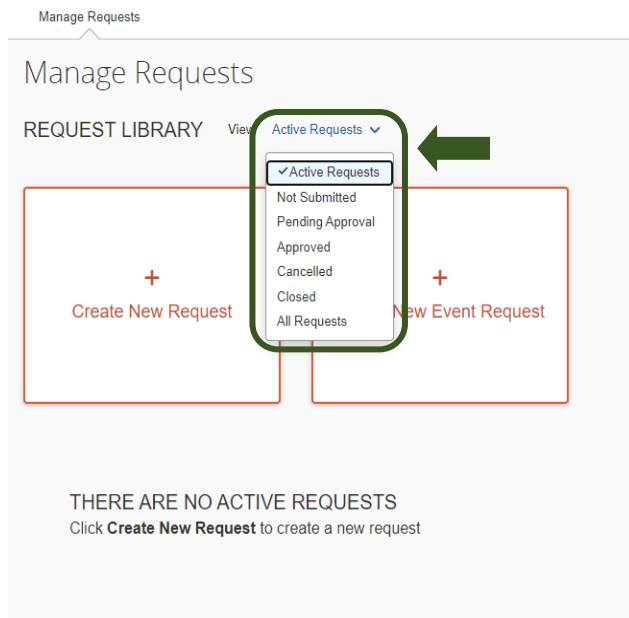 Manage Requests
Manage Requests
REQUEST LIBRARY View Active Requests
✓Active Requests
Not Submitted
Pending Approval
Approved
Cancelled
Closed
All Requests
+
Create New Request
+
New Event Request
THERE ARE NO ACTIVE REQUESTS
Click Create New Request to create a new request